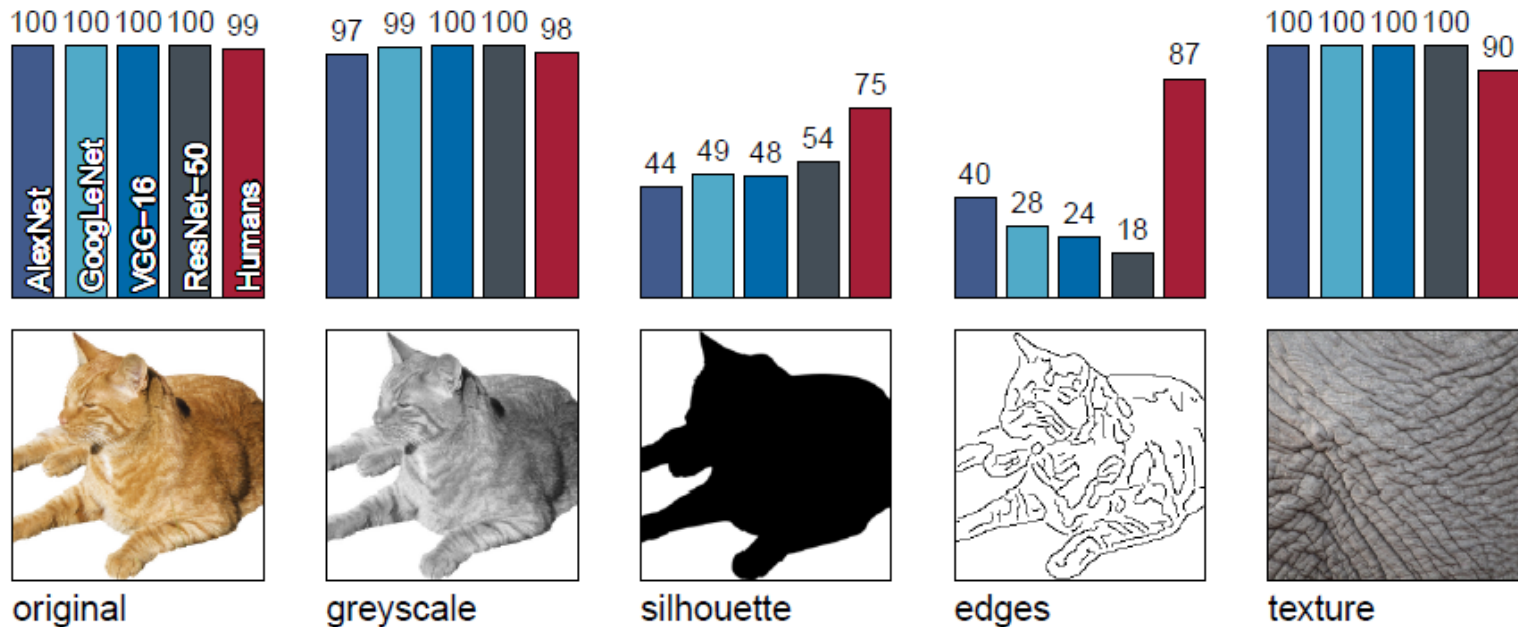 100 100 100 100 99
AlexNet
GoogLeNet
VGG-16
ResNet-50
Humans
97 99 100 100 98
44 49 48 54 75
40 28 24 18 87
100 100 100 100 90
original
greyscale
silhouette
edges
texture